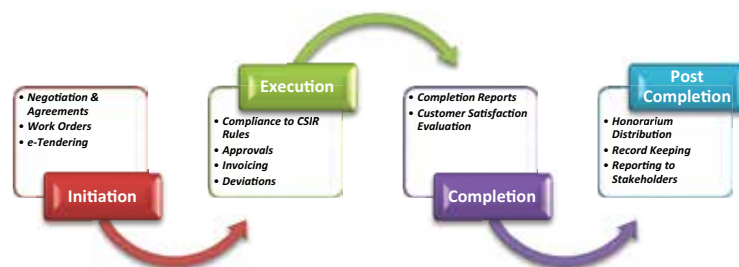 • Negotiation &
Agreements
• Work Orders
• e-Tendering
Initiation
Execution
• Compliance to CSIR
Rules
• Approvals
• Invoicing
• Deviations
• Completion Reports
• Customer Satisfaction
Evaluation
Completion
Post
Completion
• Honorarium
Distribution
• Record Keeping
• Reporting to
Stakeholders